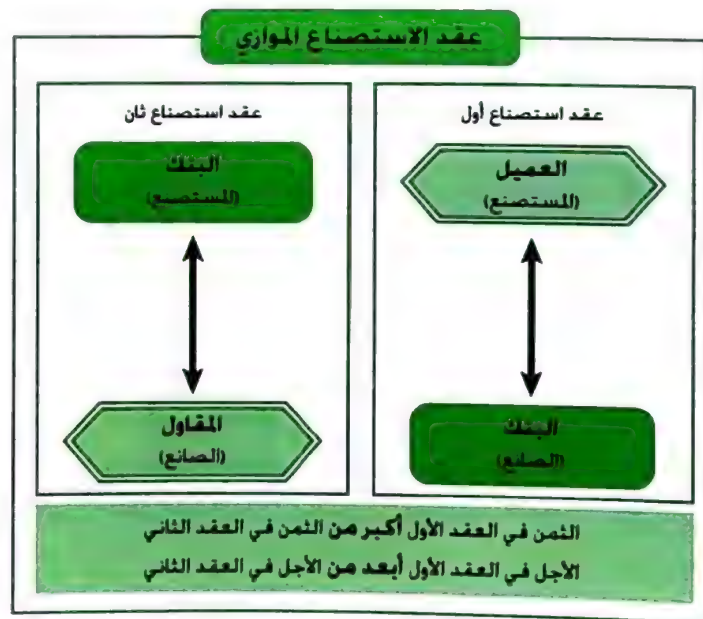 عقد الاستصناع الموازي
عقد استصناع أول
العميل
(المستصنع)
البنك
(الصانع)
عقد استصناع ثان
البنك
(المستصنع)
المقاول
(الصانع)
الثمن في العقد الأول أكبر من الثمن في العقد الثاني
الأجل في العقد الأول أبعد من الأجل في العقد الثاني